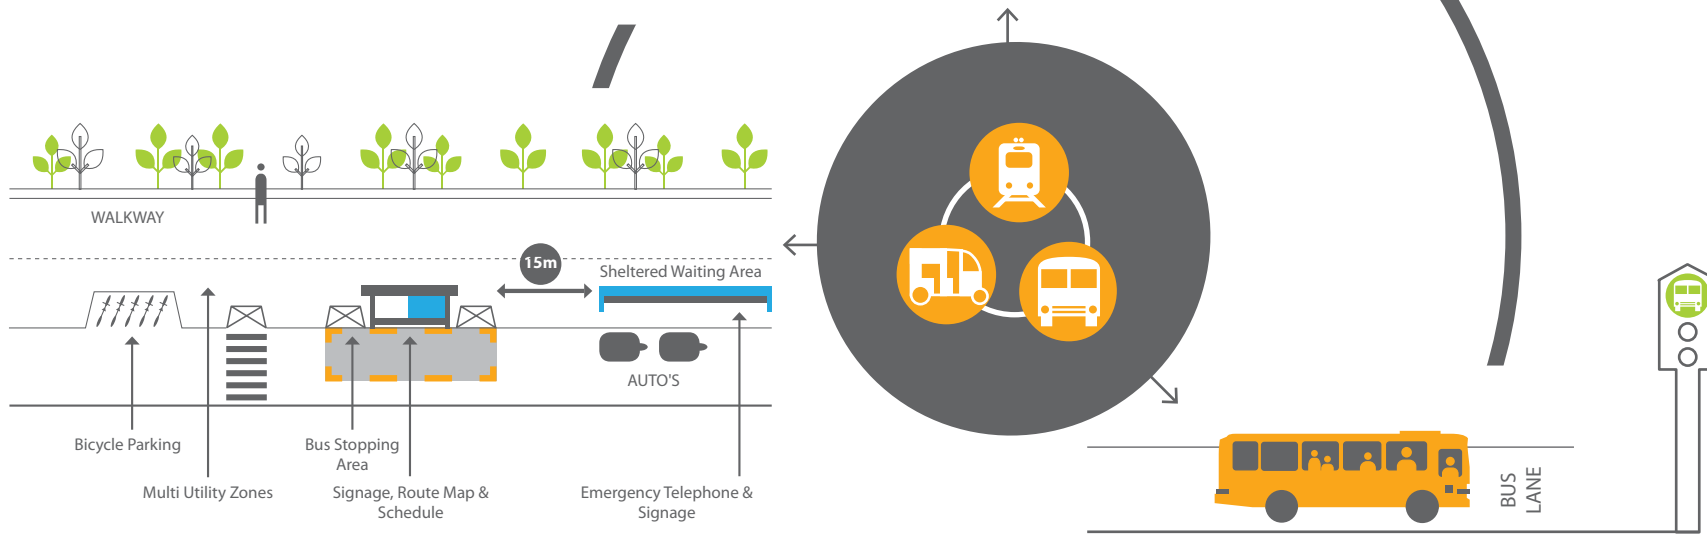 WALKWAY
15m
Sheltered Waiting Area
AUTO'S
Bicycle Parking
Bus Stopping
Area
Multi Utility Zones
Signage, Route Map &
Schedule
Emergency Telephone &
Signage
BUS
LANE